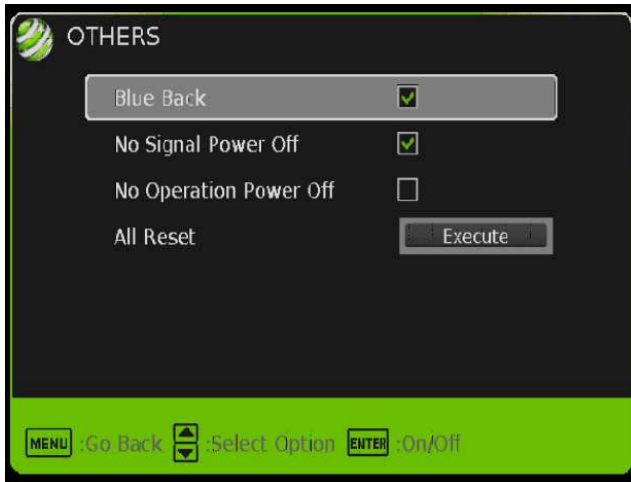 OTHERS
Blue Back
No Signal Power Off
No Operation Power Off
All Reset Execute
MENU :Go Back :Select Option ENTER :On/Off